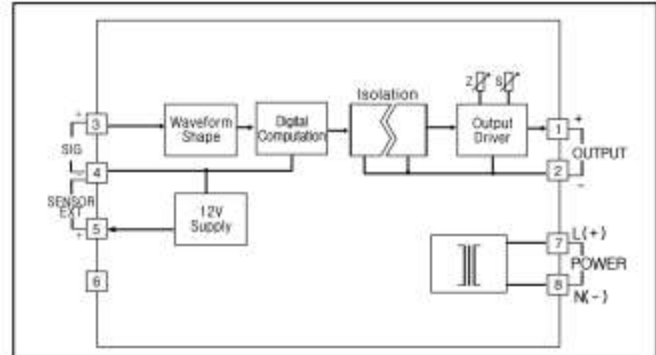 Isolation
Z S
+
3
Waveform
Shape
Digital
Computation
Output
Driver
1
+
SIG
OUTPUT
-
4
2
-
SENSOR
EXT
12V
Supply
+
5
7
L(+)
POWER
6
8
N(-)